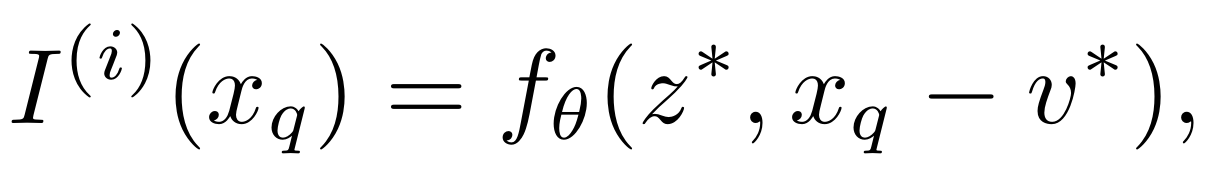 I^{(i)}(x_q) = f_θ(z^*, x_q − v^*),